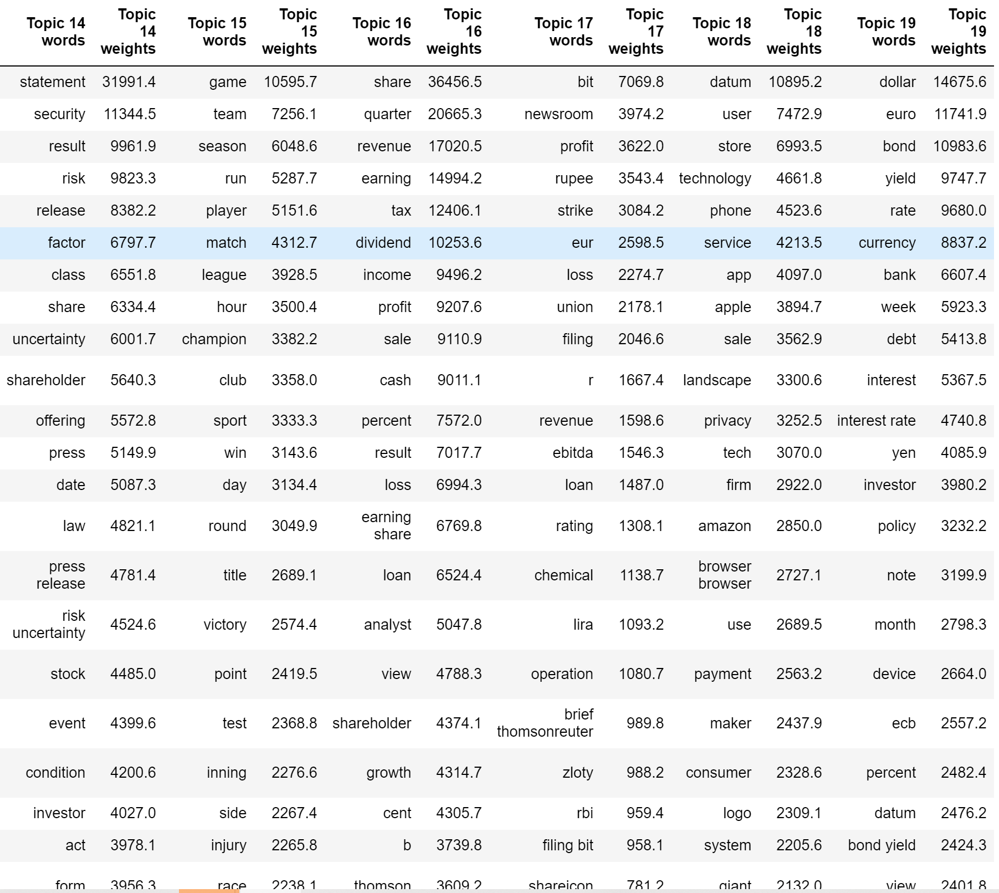 Topic 14 words Topic 14 weights Topic 15 words Topic 15 weights Topic 16 words Topic 16 weights Topic 17 words Topic 17 weights Topic 18 words Topic 18 weights Topic 19 words Topic 19 weights
statement 31991.4 game 10595.7 share 36456.5 bit 7069.8 datum 10895.2 dollar 14675.6
security 11344.5 team 7256.1 quarter 20665.3 newsroom 3974.2 user 7472.9 euro 11741.9
result 9961.9 season 6048.6 revenue 17020.5 profit 3622.0 store 6993.5 bond 10983.6
risk 9823.3 run 5287.7 earning 14994.2 rupee 3543.4 technology 4661.8 yield 9747.7
release 8382.2 player 5151.6 tax 12406.1 strike 3084.2 phone 4523.6 rate 9680.0
factor 6797.7 match 4312.7 dividend 10253.6 eur 2598.5 service 4213.5 currency 8837.2
class 6551.8 league 3928.5 income 9496.2 loss 2274.7 app 4097.0 bank 6607.4
share 6334.4 hour 3500.4 profit 9207.6 union 2178.1 apple 3894.7 week 5923.3
uncertainty 6001.7 champion 3382.2 sale 9110.9 filing 2046.6 sale 3562.9 debt 5413.8
shareholder 5640.3 club 3358.0 cash 9011.1 r 1667.4 landscape 3300.6 interest 5367.5
offering 5572.8 sport 3333.3 percent 7572.0 revenue 1598.6 privacy 3252.5 interest rate 4740.8
press 5149.9 win 3143.6 result 7017.7 ebitda 1546.3 tech 3070.0 yen 4085.9
date 5087.3 day 3134.4 loss 6994.3 loan 1487.0 firm 2922.0 investor 3980.2
law 4821.1 round 3049.9 earning share 6769.8 rating 1308.1 amazon 2850.0 policy 3232.2
press release 4781.4 title 2689.1 loan 6524.4 chemical 1138.7 browser browser 2727.1 note 3199.9
risk uncertainty 4524.6 victory 2574.4 analyst 5047.8 lira 1093.2 use 2689.5 month 2798.3
stock 4485.0 point 2419.5 view 4788.3 operation 1080.7 payment 2563.2 device 2664.0
event 4399.6 test 2368.8 shareholder 4374.1 brief thomsonreuter 989.8 maker 2437.9 ecb 2557.2
condition 4200.6 inning 2276.6 growth 4314.7 zloty 988.2 consumer 2328.6 percent 2482.4
investor 4027.0 side 2267.4 cent 4305.7 rbi 959.4 logo 2309.1 datum 2476.2
act 3978.1 injury 2265.8 b 3739.8 filing bit 958.1 system 2205.6 bond yield 2424.3
form 3956.3 race 2238.1 thomson 3609.2 shareicon 781.2 giant 2132.0 view 2401.8